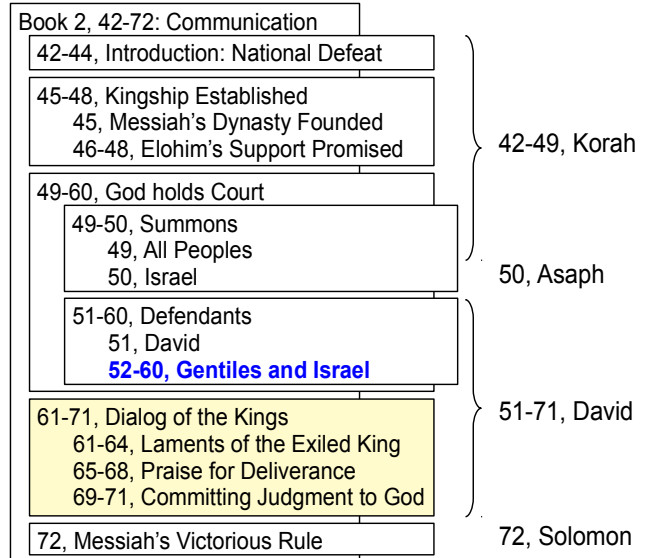 Book 2, 42-72: Communication
42-44, Introduction: National Defeat
45-48, Kingship Established
45, Messiah's Dynasty Founded
46-48, Elohim's Support Promised
49-60, God holds Court
49-50, Summons
49, All Peoples
50, Israel
51-60, Defendants
51, David
52-60, Gentiles and Israel
61-71, Dialog of the Kings
61-64, Laments of the Exiled King
65-68, Praise for Deliverance
69-71, Committing Judgment to God
72, Messiah's Victorious Rule
42-49, Korah
50, Asaph
51-71, David
72, Solomon